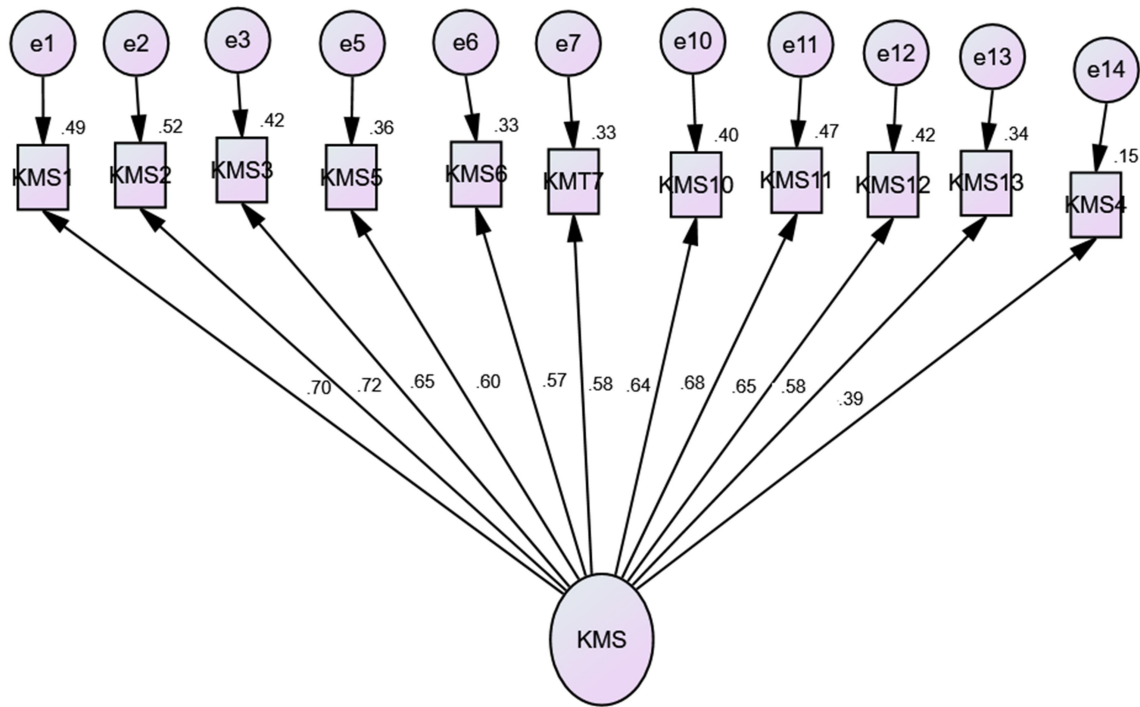 e1 e2 e3 e5 e6 e7 e10 e11 e12 e13 e14
.49 .52 .42 .36 .33 .33 .40 .47 .42 .34 .15
KMS1 KMS2 KMS3 KMS5 KMS6 KMT7 KMS10 KMS11 KMS12 KMS13 KMS4
.70 .72 .65 .60 .57 .58 .64 .68 .65 .58 .39
KMS